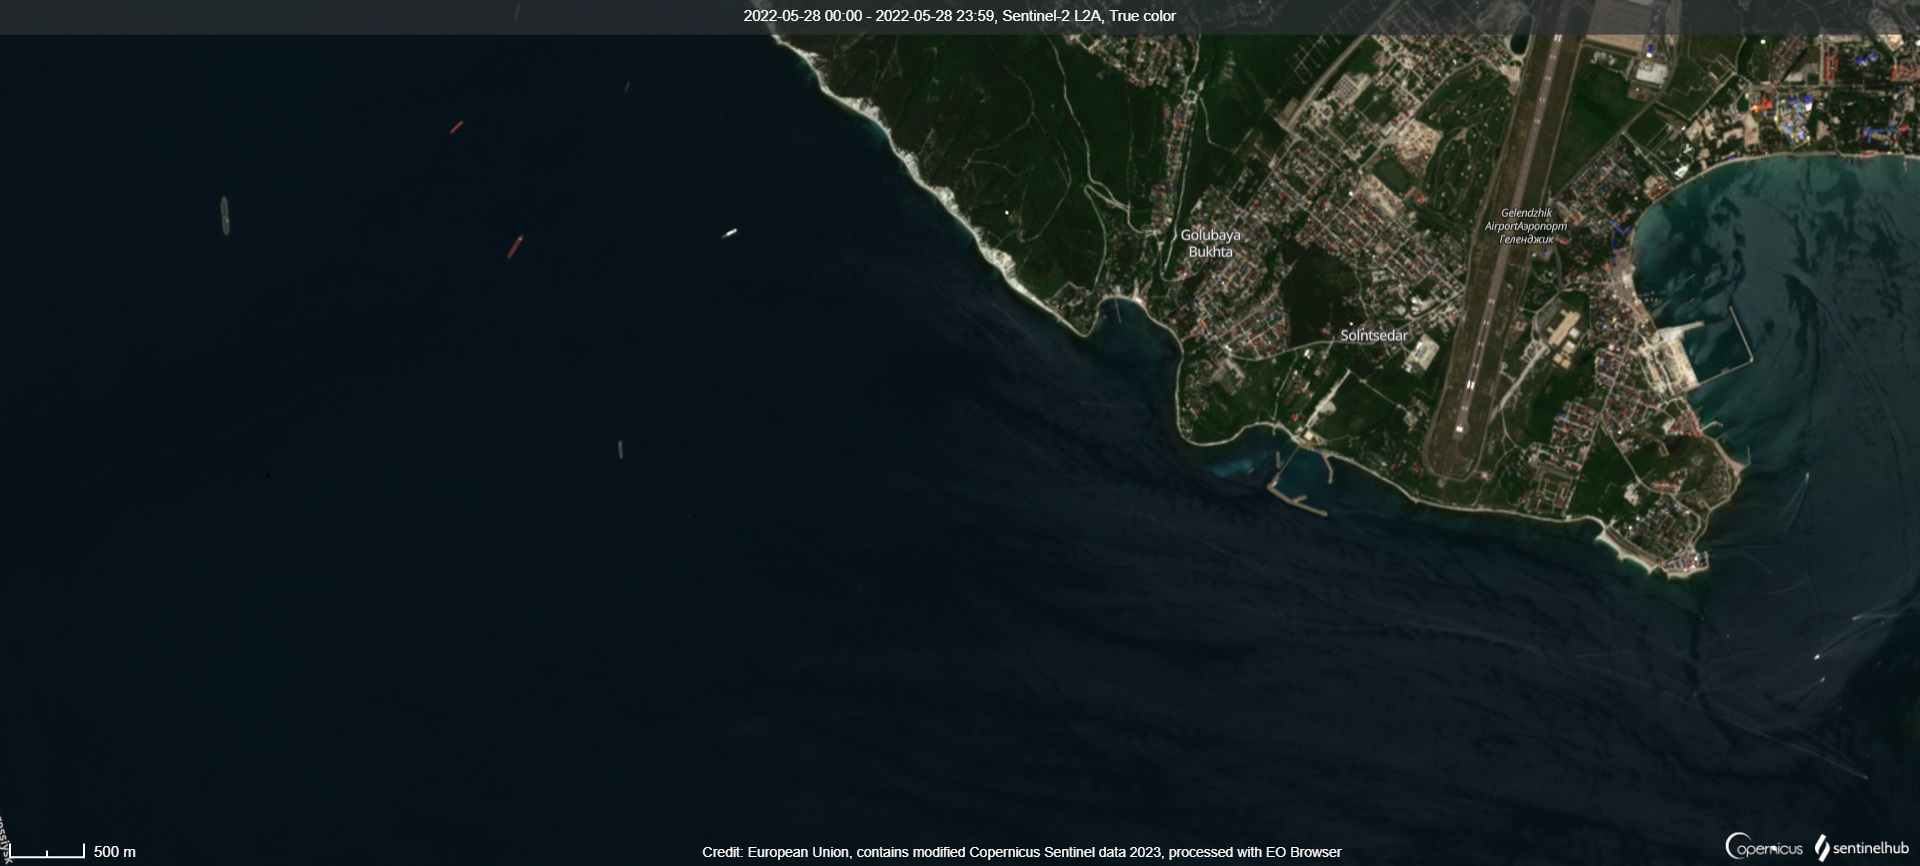 2022-05-28 00:00 - 2022-05-28 23:59, Sentinel-2 L2A, True color
Gelendzhik
AirportАэропорт
Геленджик
Golubaya
Bukhta
Solntsedar
500 m
Credit: European Union, contains modified Copernicus Sentinel data 2023, processed with EO Browser
opernicus
sentinelhub